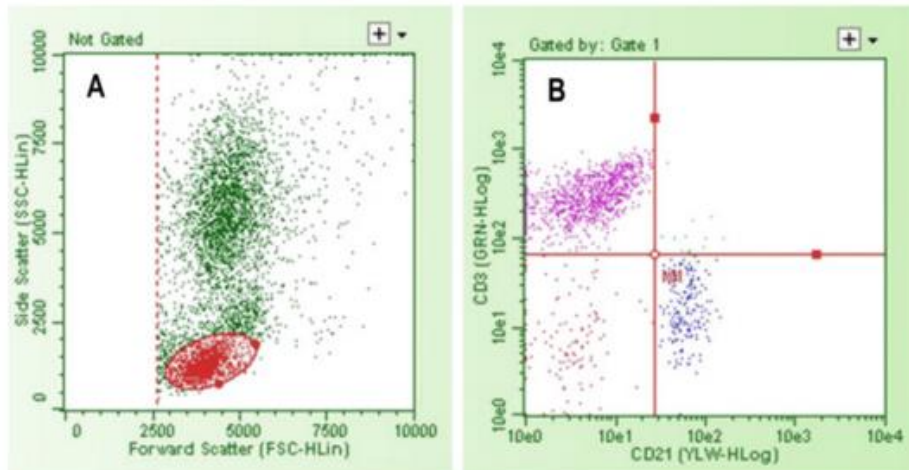 Not Gated
A
10000
7500
5000
2500
0
Side Scatter (SSC-HLin)
0 2500 5000 7500 10000
Forward Scatter (FSC-HLin)
Gated by: Gate 1
B
10e4
10e3
10e2
10e1
10e0
CD3 (GRN-HLog)
10e0 10e1 10e2 10e3 10e4
CD21 (YLW-HLog)